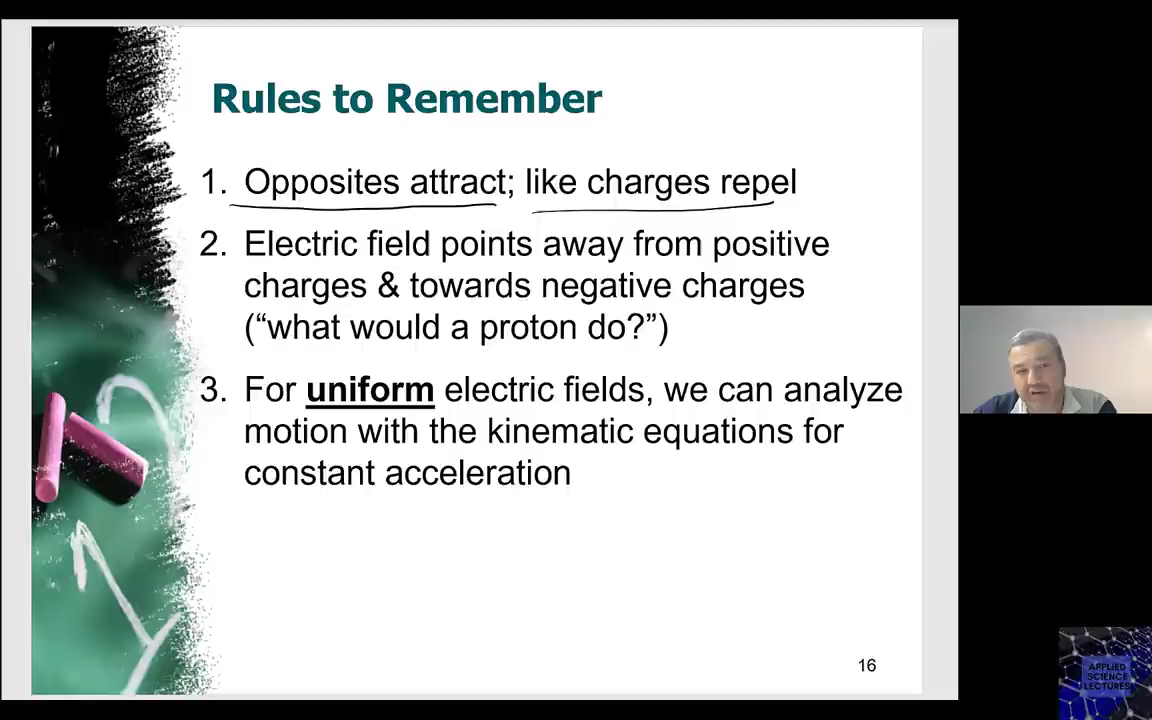 Rules to Remember
1. Opposites attract; like charges repel
2. Electric field points away from positive
charges & towards negative charges
(“what would a proton do?”)
3. For uniform electric fields, we can analyze
motion with the kinematic equations for
constant acceleration
16
APPLIED
SCIENCE
LECTURES